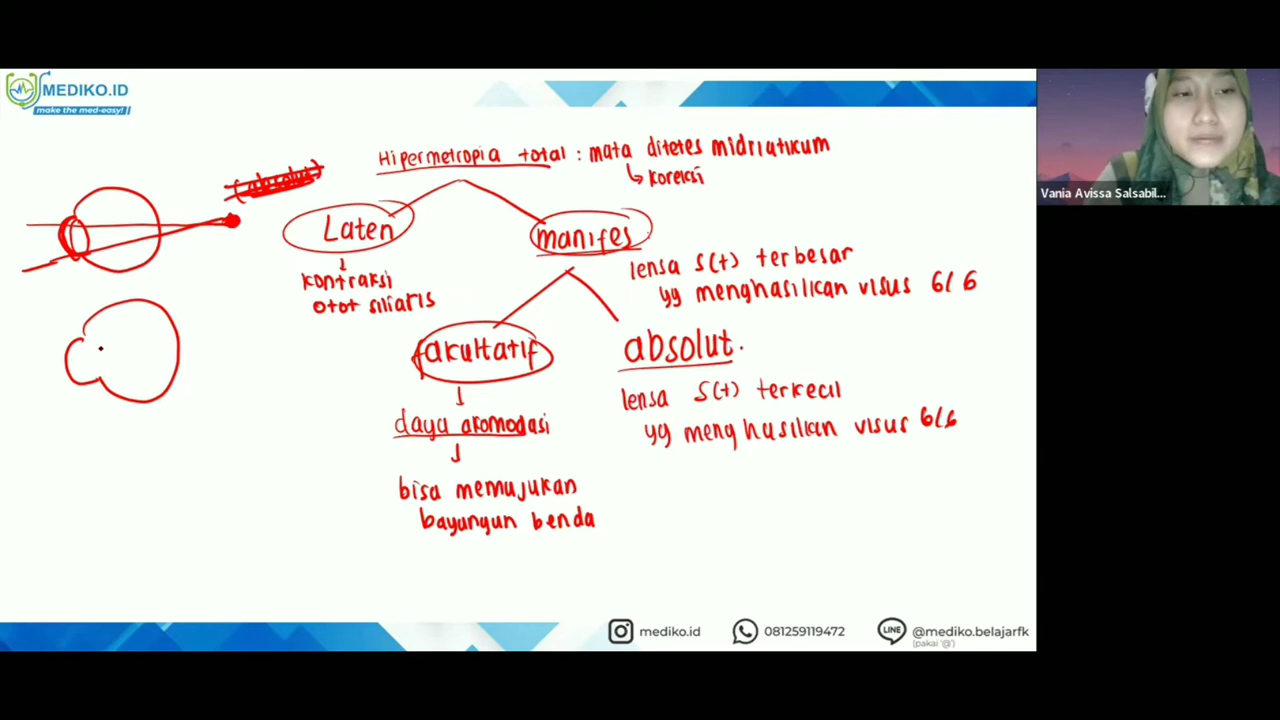 MEDIKO.ID
make the med-easy!
Hipermetropia total : mata ditetes midriatikum
↳ koreksi
Laten
manifes
kontraksi
otot siliaris
lensa S(+) terbesar
yg menghasilkan visus 6/6
fakultatif
absolut.
daya akomodasi
lensa S(+) terkecil
yg menghasilkan visus 6/6
bisa memajukan
bayangan benda
Vania Avissa Salsabil...
mediko.id
081259119472
@mediko.belajarfk
(pakai '@')